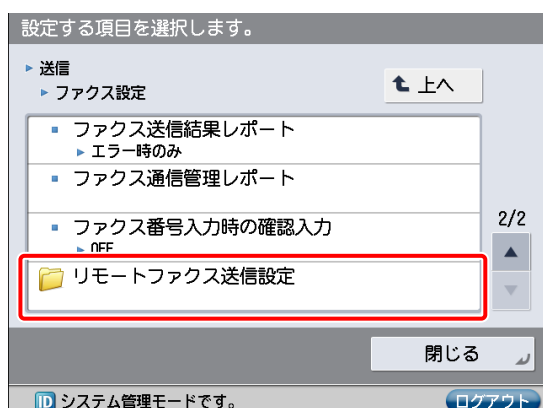 設定する項目を選択します。
送信
ファクス設定
上へ
ファクス送信結果レポート
エラー時のみ
ファクス通信管理レポート
ファクス番号入力時の確認入力
OFF
2/2
リモートファクス送信設定
閉じる
ID システム管理モードです。
ログアウト